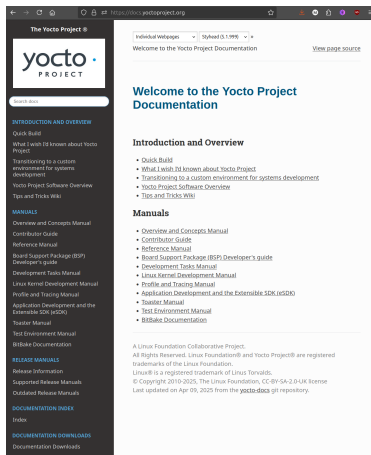 https://docs.yoctoproject.org
The Yocto Project ®
yocto
PROJECT
Search docs
INTRODUCTION AND OVERVIEW
Quick Build
What I wish I'd known about Yocto
Project
Transitioning to a custom
environment for systems
development
Yocto Project Software Overview
Tips and Tricks Wiki
MANUALS
Overview and Concepts Manual
Contributor Guide
Reference Manual
Board Support Package (BSP)
Developer's guide
Development Tasks Manual
Linux Kernel Development Manual
Profile and Tracing Manual
Application Development and the
Extensible SDK (eSDK)
Toaster Manual
Test Environment Manual
BitBake Documentation
RELEASE MANUALS
Release Information
Supported Release Manuals
Outdated Release Manuals
DOCUMENTATION INDEX
Index
DOCUMENTATION DOWNLOADS
Documentation Downloads
Individual Webpages
Styhead (5.1.999)
Welcome to the Yocto Project Documentation
View page source
Welcome to the Yocto Project
Documentation
Introduction and Overview
Quick Build
What I wish I'd known about Yocto Project
Transitioning to a custom environment for systems development
Yocto Project Software Overview
Tips and Tricks Wiki
Manuals
Overview and Concepts Manual
Contributor Guide
Reference Manual
Board Support Package (BSP) Developer's guide
Development Tasks Manual
Linux Kernel Development Manual
Profile and Tracing Manual
Application Development and the Extensible SDK (eSDK)
Toaster Manual
Test Environment Manual
BitBake Documentation
A Linux Foundation Collaborative Project.
All Rights Reserved. Linux Foundation® and Yocto Project® are registered
trademarks of the Linux Foundation.
Linux® is a registered trademark of Linus Torvalds.
© Copyright 2010-2025, The Linux Foundation, CC-BY-SA-2.0-UK license
Last updated on Apr 09, 2025 from the yocto-docs git repository.